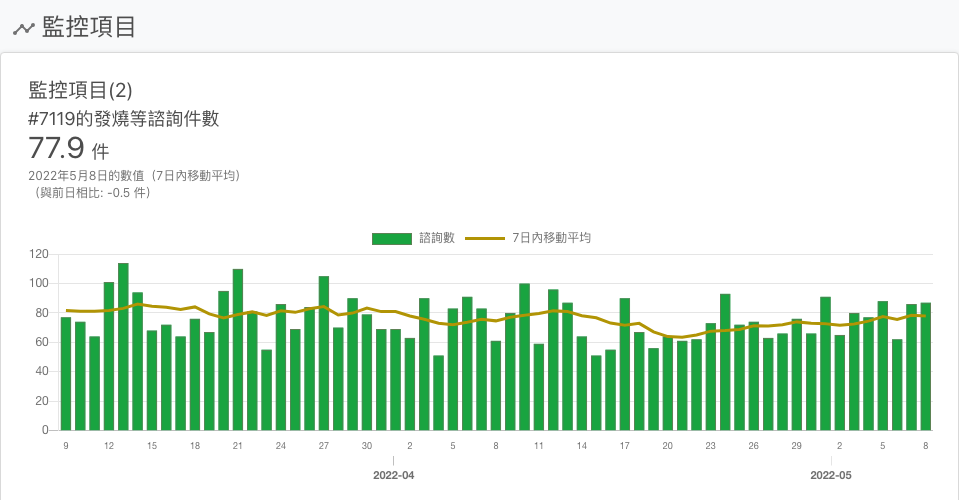 監控項目
監控項目(2)
#7119的發燒等諮詢件數
77.9 件
2022年5月8日的數值（7日內移動平均）
（與前日相比: -0.5 件）
諮詢數 7日內移動平均
120
100
80
60
40
20
0
9 12 15 18 21 24 27 30 2 5 8 11 14 17 20 23 26 29 2 5 8
2022-04 2022-05